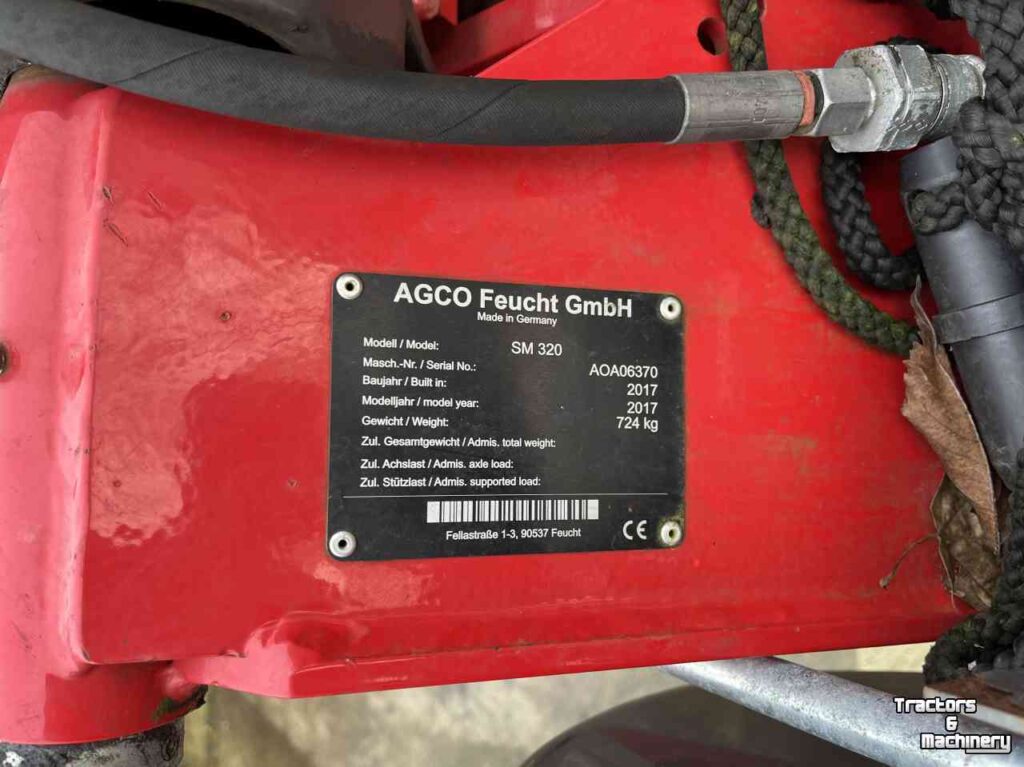 AGCO Feucht GmbH
Made in Germany
Modell / Model: SM 320
Masch.-Nr. / Serial No.: AOA06370
Baujahr / Built in: 2017
Modelljahr / model year: 2017
Gewicht / Weight: 724 kg
Zul. Gesamtgewicht / Admis. total weight:
Zul. Achslast / Admis. axle load:
Zul. Stützlast / Admis. supported load:
Fellastraße 1-3, 90537 Feucht CE
Tractors
&
Machinery